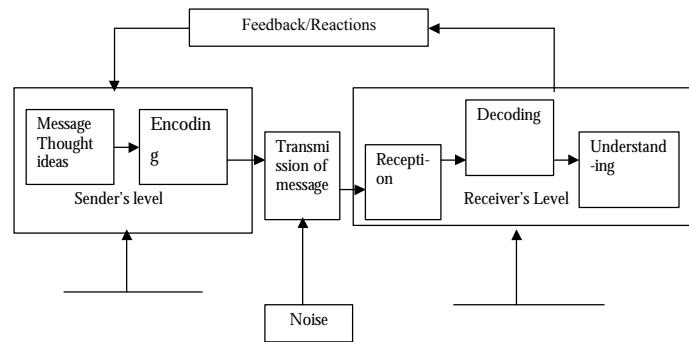 Feedback/Reactions
Message
Thought
ideas
Encodin
g
Sender's level
Transmi
ssion of
message
Recepti-
on
Decoding
Understand
-ing
Receiver's Level
Noise